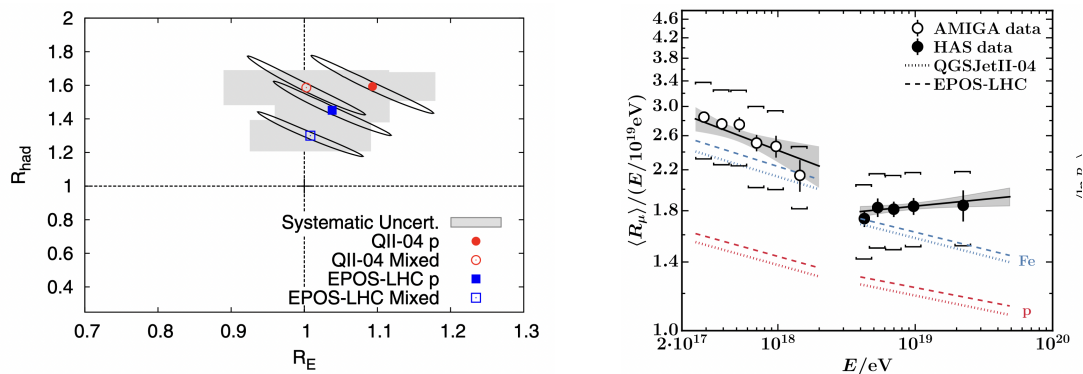 R_had
2
1.8
1.6
1.4
1.2
1
0.8
0.6
0.4
Systematic Uncert.
QII-04 p
QII-04 Mixed
EPOS-LHC p
EPOS-LHC Mixed
0.7 0.8 0.9 1 1.1 1.2 1.3
R_E
⟨R_μ⟩/(E/10^19eV)
4.6
4.2
3.8
3.4
3.0
2.6
2.2
1.8
1.4
1.0
AMIGA data
HAS data
QGSJetII-04
EPOS-LHC
Fe
p
2·10^17 10^18 10^19 10^20
E/eV